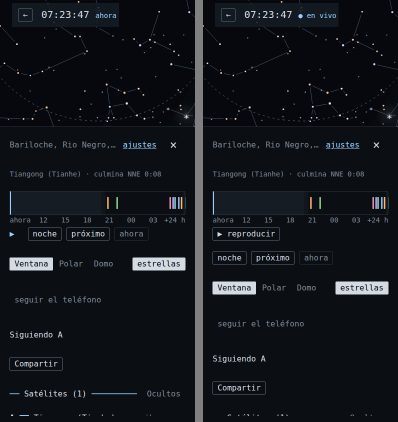 ← 07:23:47 ahora
Bariloche, Río Negro,… ajustes ×
Tiangong (Tianhe) · culmina NNE 0:08
ahora 12 15 18 21 00 03 +24 h
▶ noche próximo ahora
Ventana Polar Domo estrellas
seguir el teléfono
Siguiendo A
Compartir
Satélites (1) Ocultos
← 07:23:47 ● en vivo
Bariloche, Río Negro,… ajustes ×
Tiangong (Tianhe) · culmina NNE 0:08
ahora 12 15 18 21 00 03 +24 h
▶ reproducir
noche próximo ahora
Ventana Polar Domo estrellas
seguir el teléfono
Siguiendo A
Compartir